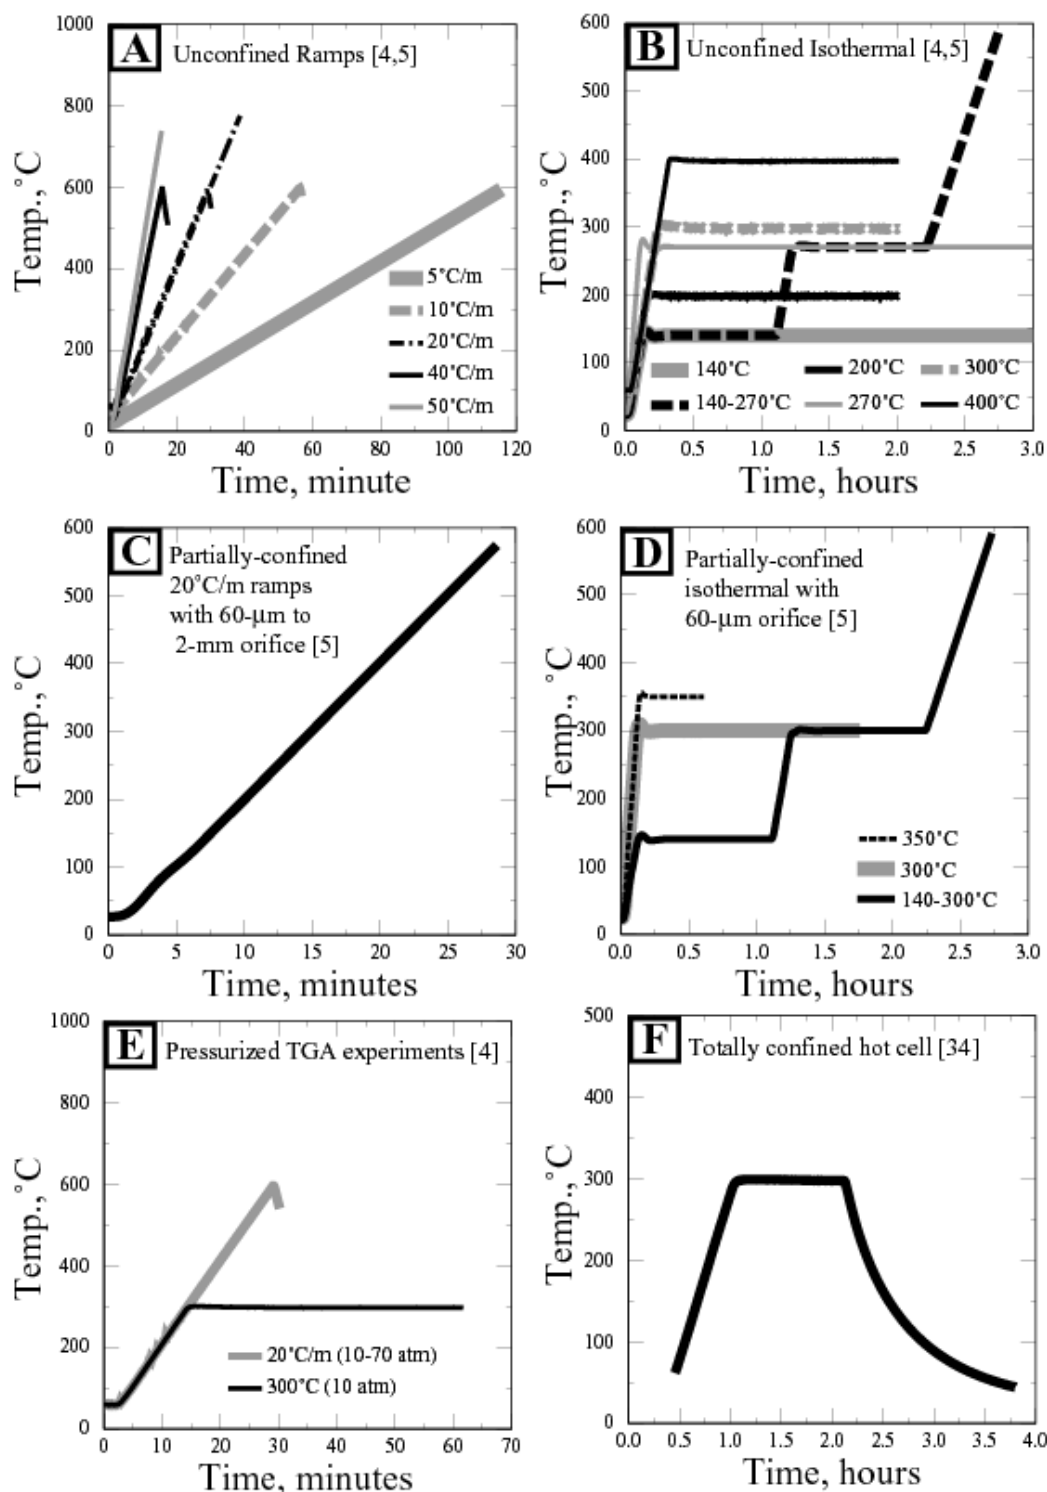 A
Unconfined Ramps [4,5]
1000
800
600
400
200
0
Temp.,°C
5°C/m
10°C/m
20°C/m
40°C/m
50°C/m
0 20 40 60 80 100 120
Time, minute
B
Unconfined Isothermal [4,5]
600
500
400
300
200
100
0
Temp.,°C
140°C 200°C 300°C
140-270°C 270°C 400°C
0.0 0.5 1.0 1.5 2.0 2.5 3.0
Time, hours
C
Partially-confined
20°C/m ramps
with 60-μm to
2-mm orifice [5]
600
500
400
300
200
100
0
Temp.,°C
0 5 10 15 20 25 30
Time, minutes
D
Partially-confined
isothermal with
60-μm orifice [5]
600
500
400
300
200
100
0
Temp.,°C
350°C
300°C
140-300°C
0.0 0.5 1.0 1.5 2.0 2.5 3.0
Time, hours
E
Pressurized TGA experiments [4]
1000
800
600
400
200
0
Temp.,°C
20°C/m (10-70 atm)
300°C (10 atm)
0 10 20 30 40 50 60 70
Time, minutes
F
Totally confined hot cell [34]
500
400
300
200
100
0
Temp.,°C
0.0 0.5 1.0 1.5 2.0 2.5 3.0 3.5 4.0
Time, hours